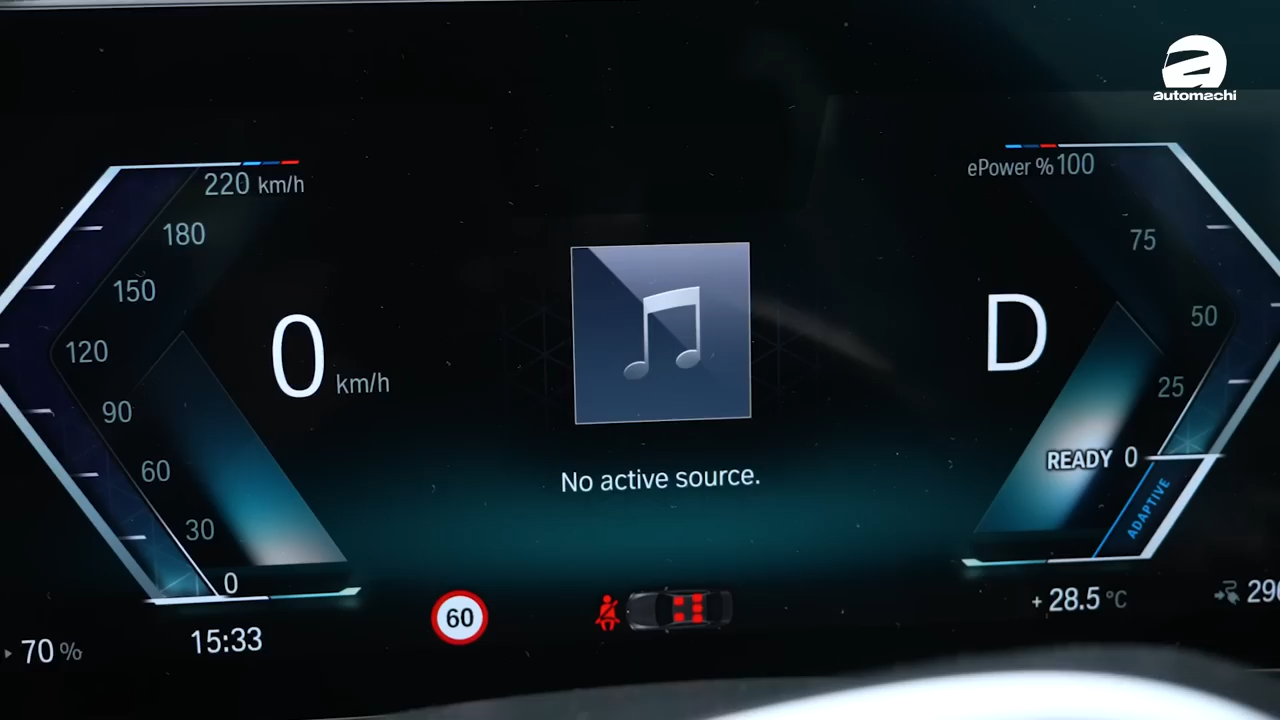 automachi
220 km/h
180
150
120
90
60
30
0
0 km/h
No active source.
ePower % 100
75
50
25
READY 0
D
ADAPTIVE
70 %
15:33
60
+ 28.5 °C